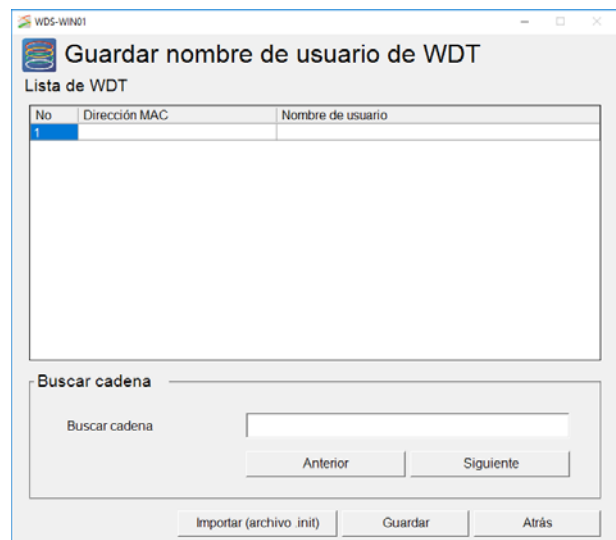 WDS-WIN01
Guardar nombre de usuario de WDT
Lista de WDT
No Dirección MAC Nombre de usuario
1
Buscar cadena
Buscar cadena
Anterior Siguiente
Importar (archivo .init) Guardar Atrás